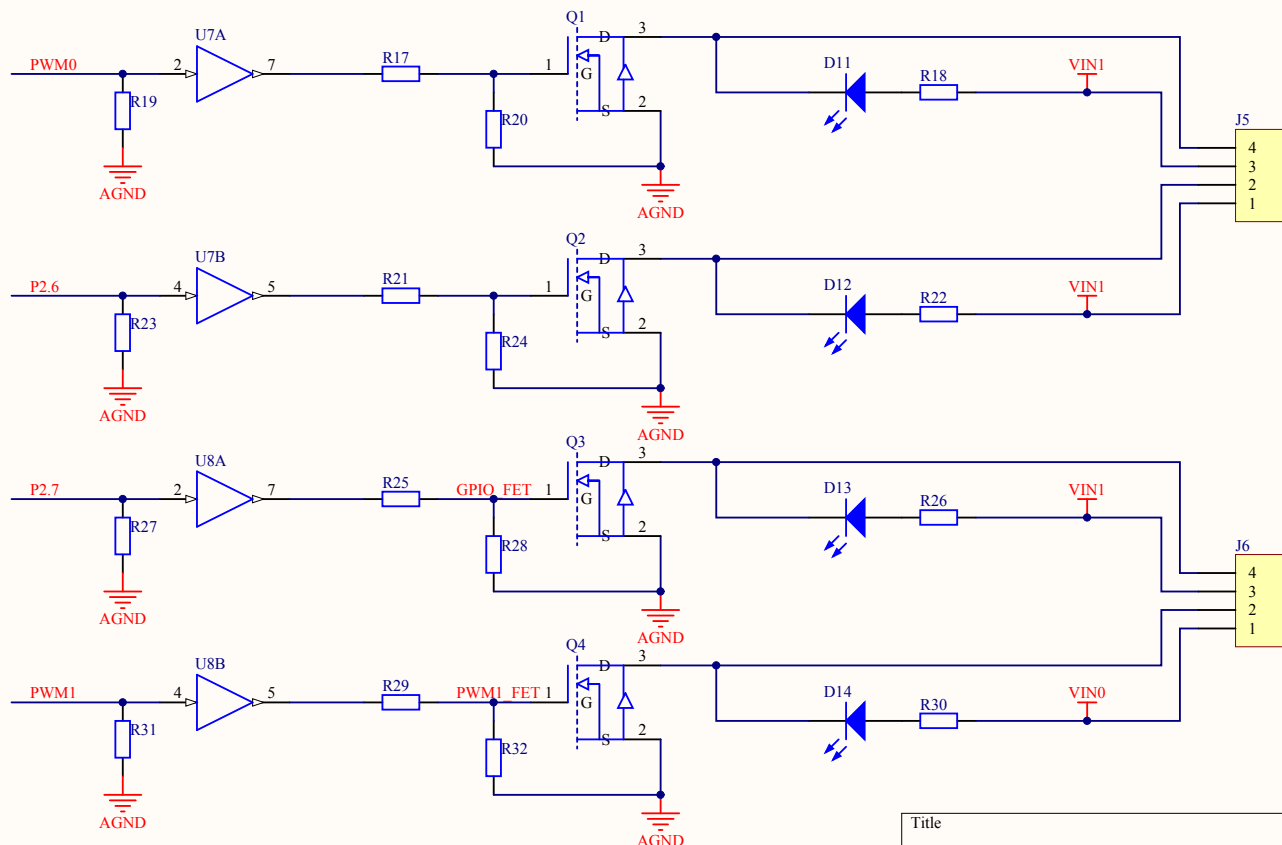 Q1
U7A
D
3
R17
D11
VIN1
PWM0
2
7
1
G
R18
R19
R20
S
2
J5
4
3
2
1
AGND
AGND
Q2
U7B
D
3
R21
D12
VIN1
P2.6
4
5
1
G
R22
R23
R24
S
2
AGND
AGND
Q3
U8A
D
3
R25
D13
VIN1
P2.7
2
7
GPIO_FET
1
G
R26
R27
R28
S
2
J6
4
3
2
1
AGND
AGND
Q4
U8B
D
3
R29
D14
VIN0
PWM1
4
5
PWM1_FET
1
G
R30
R31
R32
S
2
AGND
AGND
Title